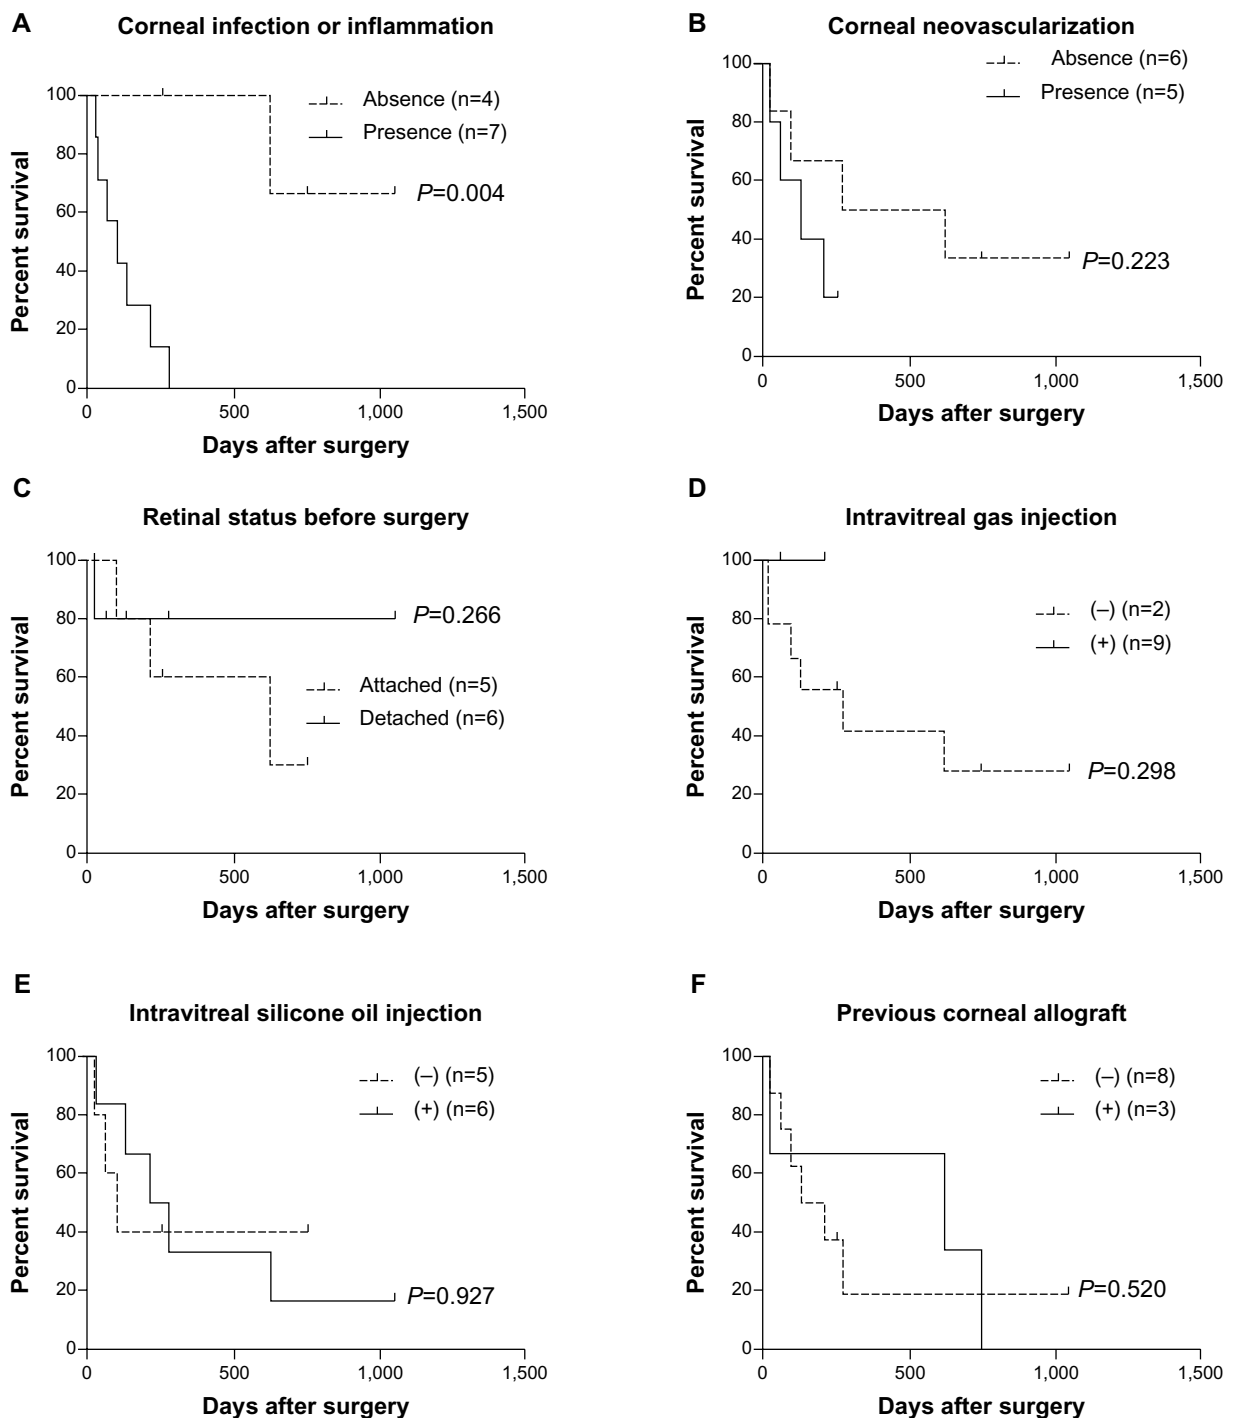 A
Corneal infection or inflammation
Percent survival
100
80
60
40
20
0
Absence (n=4)
Presence (n=7)
P=0.004
0
500
1,000
1,500
Days after surgery
B
Corneal neovascularization
Percent survival
100
80
60
40
20
0
Absence (n=6)
Presence (n=5)
P=0.223
0
500
1,000
1,500
Days after surgery
C
Retinal status before surgery
Percent survival
100
80
60
40
20
0
P=0.266
Attached (n=5)
Detached (n=6)
0
500
1,000
1,500
Days after surgery
D
Intravitreal gas injection
Percent survival
100
80
60
40
20
0
(–) (n=2)
(+) (n=9)
P=0.298
0
500
1,000
1,500
Days after surgery
E
Intravitreal silicone oil injection
Percent survival
100
80
60
40
20
0
(–) (n=5)
(+) (n=6)
P=0.927
0
500
1,000
1,500
Days after surgery
F
Previous corneal allograft
Percent survival
100
80
60
40
20
0
(–) (n=8)
(+) (n=3)
P=0.520
0
500
1,000
1,500
Days after surgery